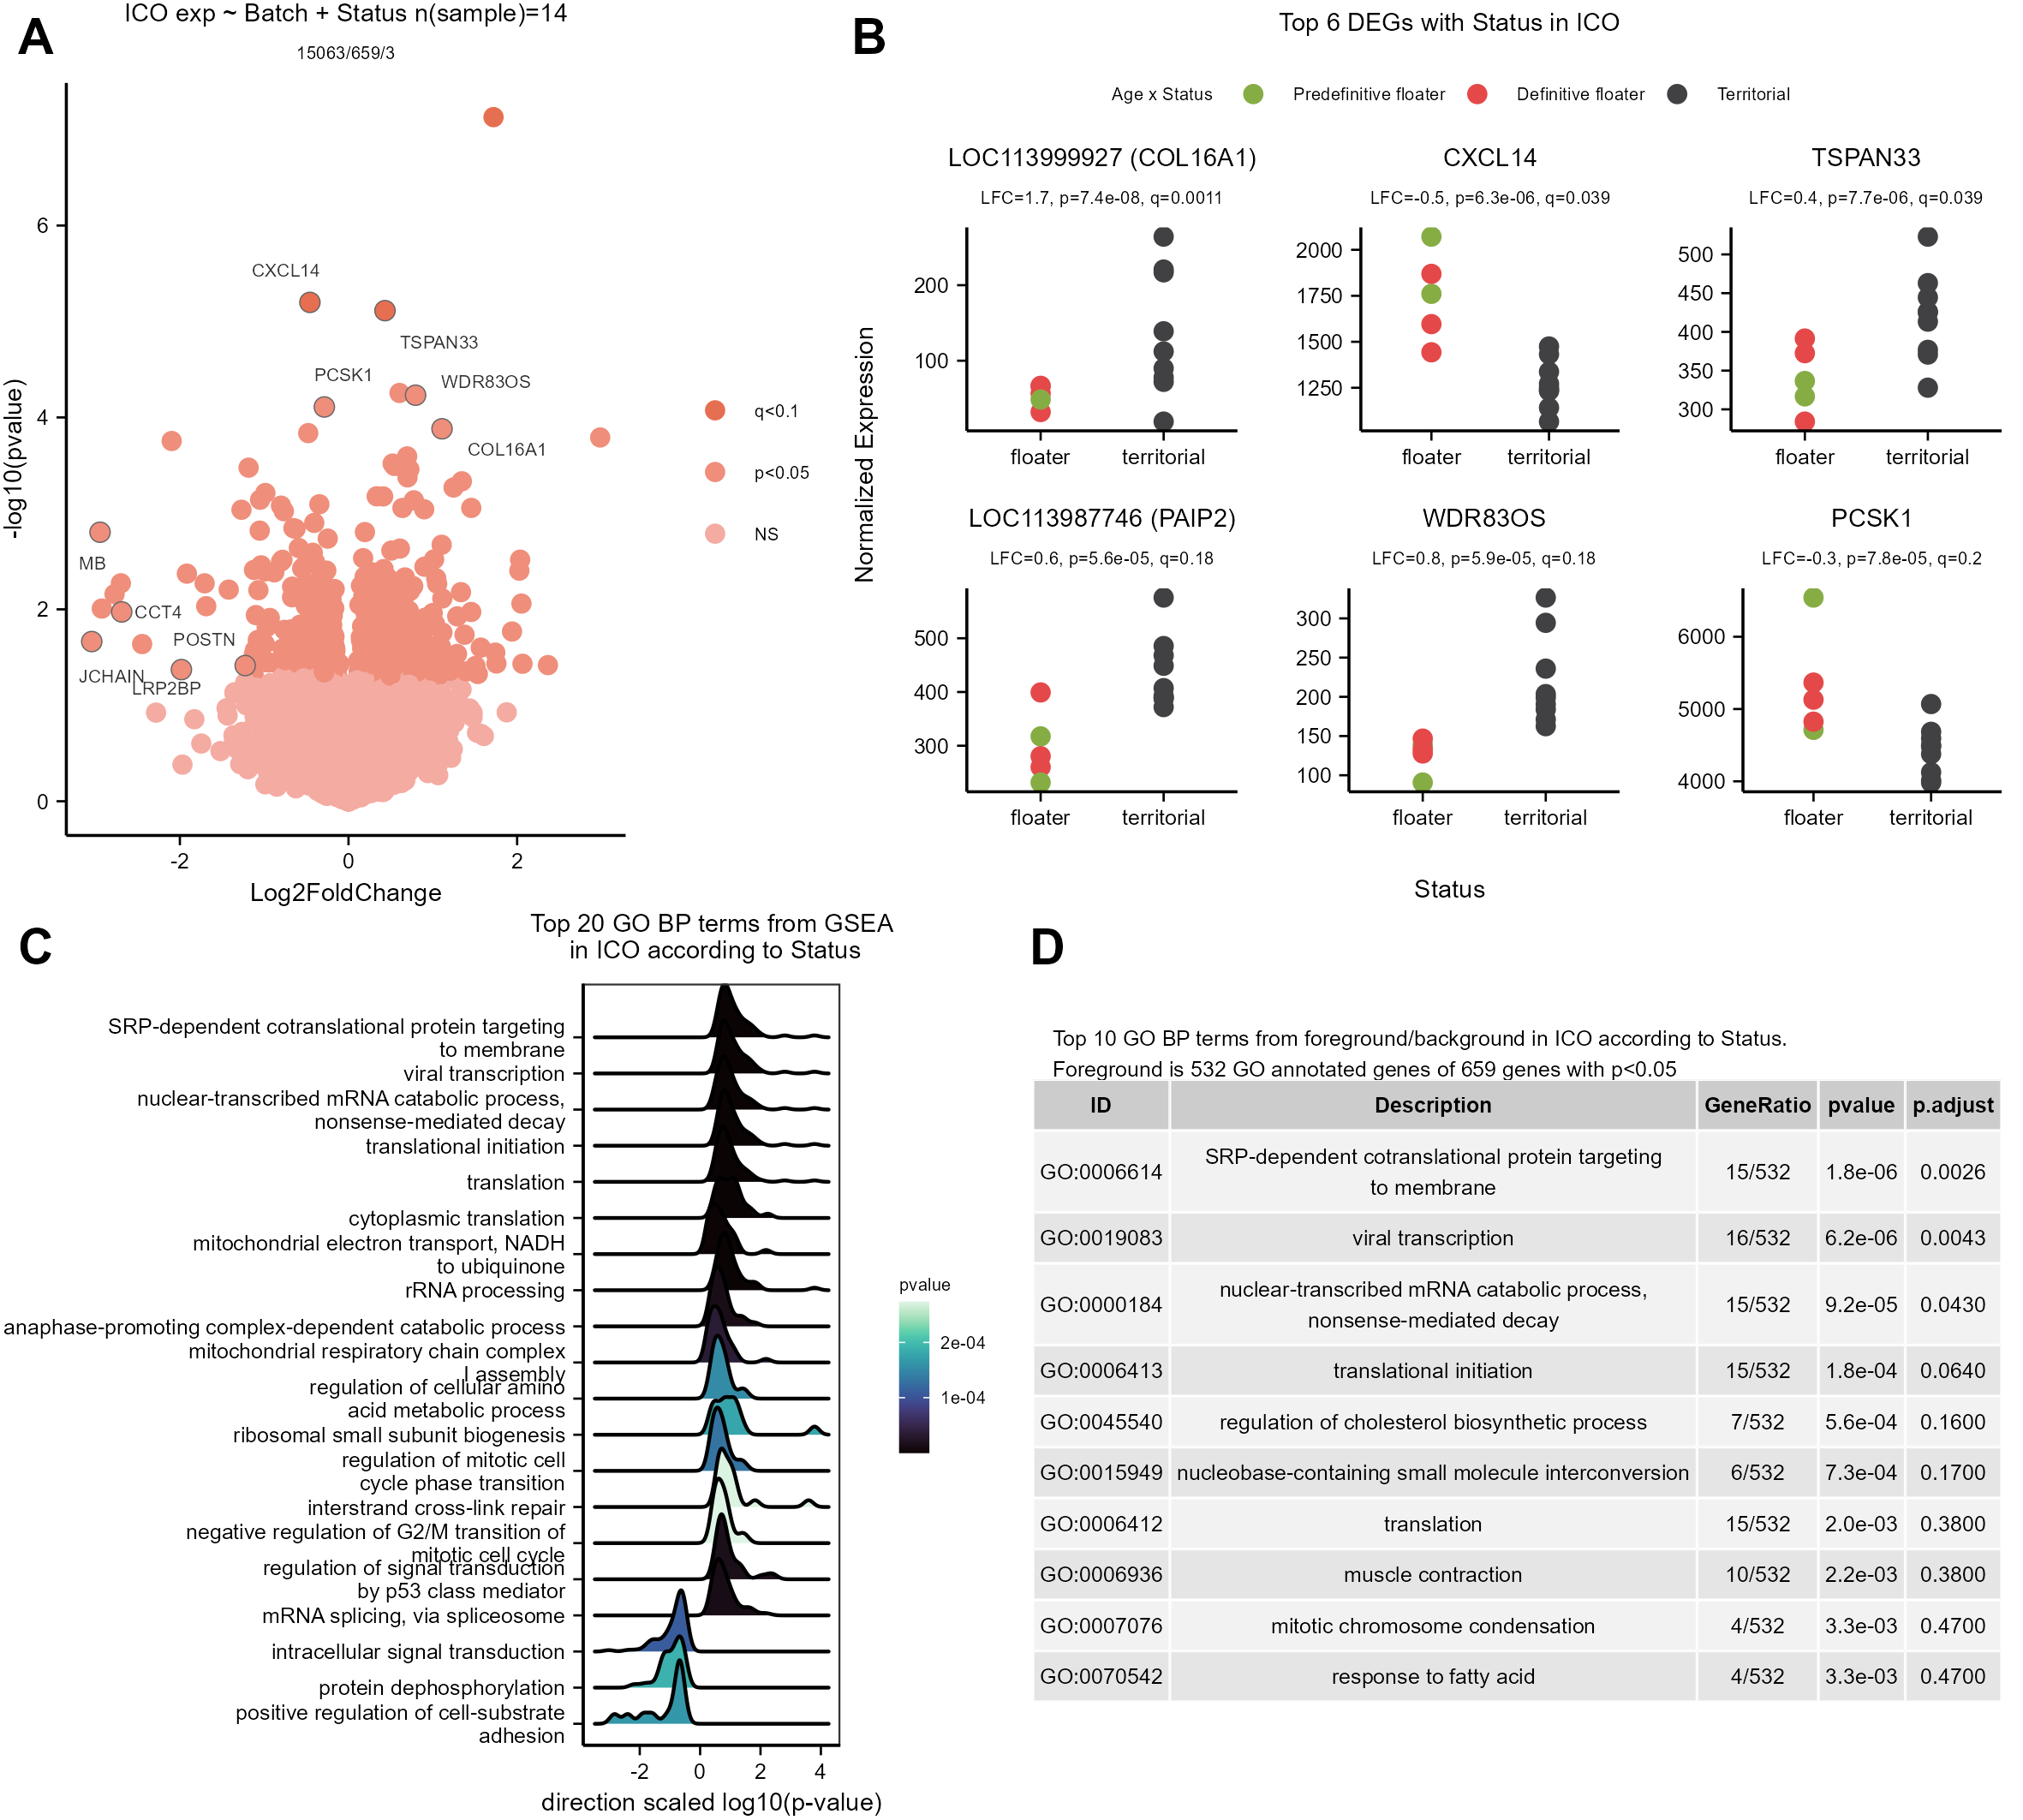 A
ICO exp ~ Batch + Status n(sample)=14
15063/659/3
-log10(pvalue)
6
4
2
0
-2
0
2
Log2FoldChange
CXCL14
TSPAN33
PCSK1
WDR83OS
COL16A1
MB
CCT4
POSTN
JCHAIN
LRP2BP
q<0.1
p<0.05
NS
B
Top 6 DEGs with Status in ICO
Age x Status
Predefinitive floater
Definitive floater
Territorial
Normalized Expression
LOC113999927 (COL16A1)
LFC=1.7, p=7.4e-08, q=0.0011
200
100
floater
territorial
CXCL14
LFC=-0.5, p=6.3e-06, q=0.039
2000
1750
1500
1250
floater
territorial
TSPAN33
LFC=0.4, p=7.7e-06, q=0.039
500
450
400
350
300
floater
territorial
LOC113987746 (PAIP2)
LFC=0.6, p=5.6e-05, q=0.18
500
400
300
floater
territorial
WDR83OS
LFC=0.8, p=5.9e-05, q=0.18
300
250
200
150
100
floater
territorial
PCSK1
LFC=-0.3, p=7.8e-05, q=0.2
6000
5000
4000
floater
territorial
Status
C
Top 20 GO BP terms from GSEA
in ICO according to Status
SRP-dependent cotranslational protein targeting
to membrane
viral transcription
nuclear-transcribed mRNA catabolic process,
nonsense-mediated decay
translational initiation
translation
cytoplasmic translation
mitochondrial electron transport, NADH
to ubiquinone
rRNA processing
anaphase-promoting complex-dependent catabolic process
mitochondrial respiratory chain complex
I assembly
regulation of cellular amino
acid metabolic process
ribosomal small subunit biogenesis
regulation of mitotic cell
cycle phase transition
interstrand cross-link repair
negative regulation of G2/M transition of
mitotic cell cycle
regulation of signal transduction
by p53 class mediator
mRNA splicing, via spliceosome
intracellular signal transduction
protein dephosphorylation
positive regulation of cell-substrate
adhesion
-2
0
2
4
direction scaled log10(p-value)
pvalue
2e-04
1e-04
D
Top 10 GO BP terms from foreground/background in ICO according to Status.
Foreground is 532 GO annotated genes of 659 genes with p<0.05
ID Description GeneRatio pvalue p.adjust
GO:0006614 SRP-dependent cotranslational protein targeting to membrane 15/532 1.8e-06 0.0026
GO:0019083 viral transcription 16/532 6.2e-06 0.0043
GO:0000184 nuclear-transcribed mRNA catabolic process, nonsense-mediated decay 15/532 9.2e-05 0.0430
GO:0006413 translational initiation 15/532 1.8e-04 0.0640
GO:0045540 regulation of cholesterol biosynthetic process 7/532 5.6e-04 0.1600
GO:0015949 nucleobase-containing small molecule interconversion 6/532 7.3e-04 0.1700
GO:0006412 translation 15/532 2.0e-03 0.3800
GO:0006936 muscle contraction 10/532 2.2e-03 0.3800
GO:0007076 mitotic chromosome condensation 4/532 3.3e-03 0.4700
GO:0070542 response to fatty acid 4/532 3.3e-03 0.4700